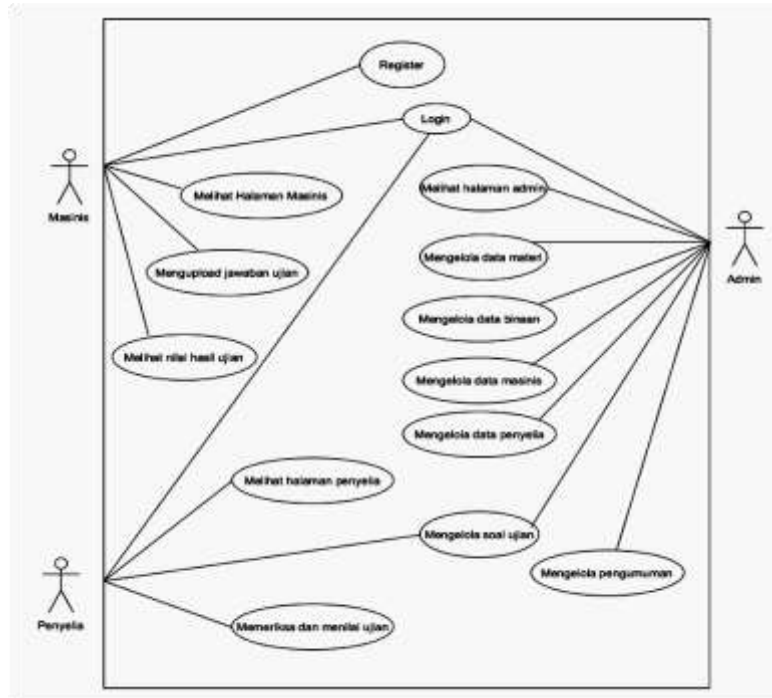 Register
Login
Melihat halaman admin
Masinis
Melihat Halaman Masinis
Mengelola data materi
Mengupload jawaban ujian
Admin
Mengelola data binaan
Melihat nilai hasil ujian
Mengelola data masinis
Mengelola data penyelia
Melihat halaman penyelia
Mengelola soal ujian
Mengelola pengumuman
Penyelia
Memeriksa dan menilai ujian